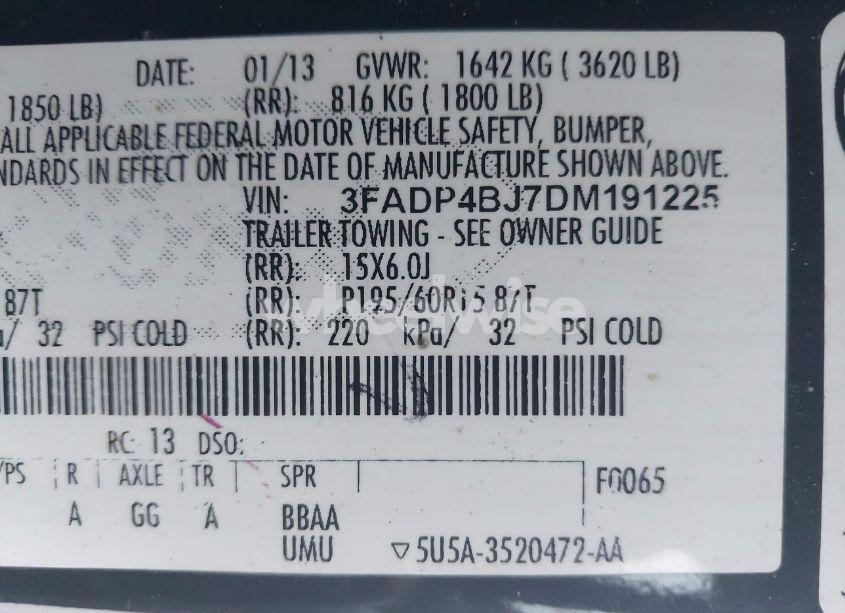 DATE: 01/13 GVWR: 1642 KG ( 3620 LB)
1850 LB) (RR): 816 KG ( 1800 LB)
ALL APPLICABLE FEDERAL MOTOR VEHICLE SAFETY, BUMPER,
NDARDS IN EFFECT ON THE DATE OF MANUFACTURE SHOWN ABOVE.
VIN: 3FADP4BJ7DM191225
TRAILER TOWING - SEE OWNER GUIDE
(RR): 15X6.0J
87T (RR): P195/60R15 87T
/ 32 PSI COLD (RR): 220 kPa/ 32 PSI COLD
RC: 13 DSO:
/PS R AXLE TR SPR F0065
A GG A BBAA
UMU ▽5U5A-3520472-AA